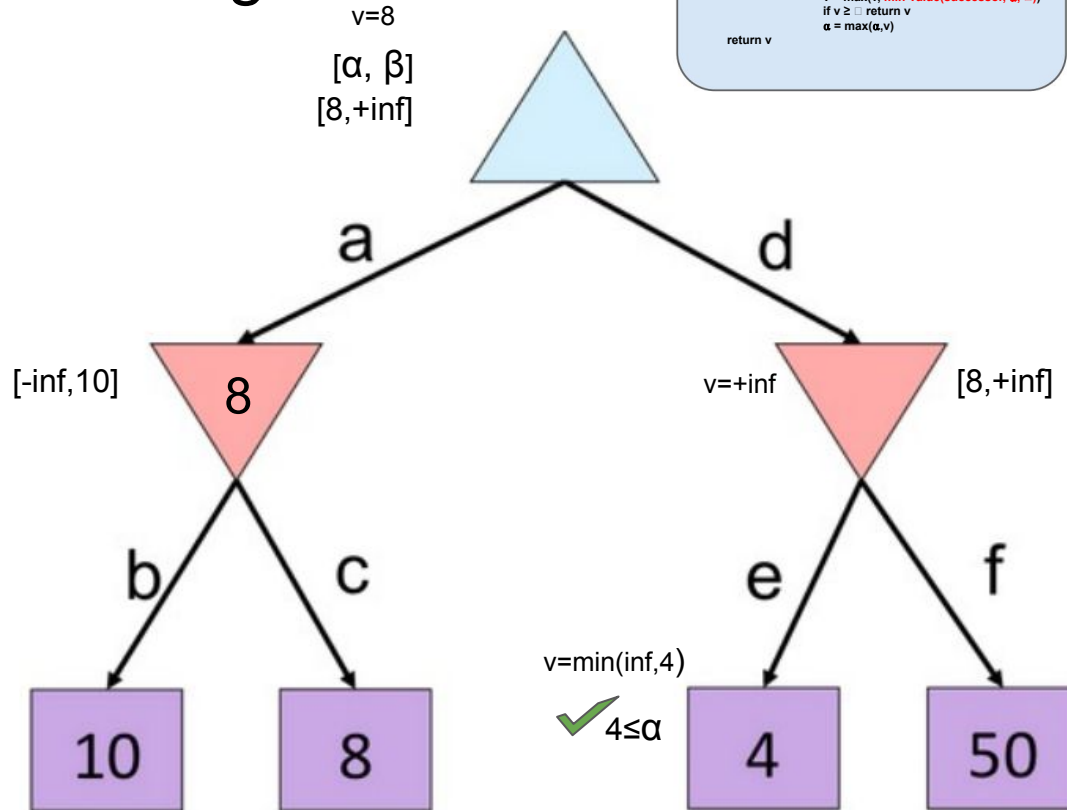 v=8
[α, β]
[8,+inf]
if v ≥ □ return v
α = max(α,v)
return v
a
d
[-inf,10]
8
v=+inf
[8,+inf]
b
c
e
f
v=min(inf,4)
4≤α
10
8
4
50